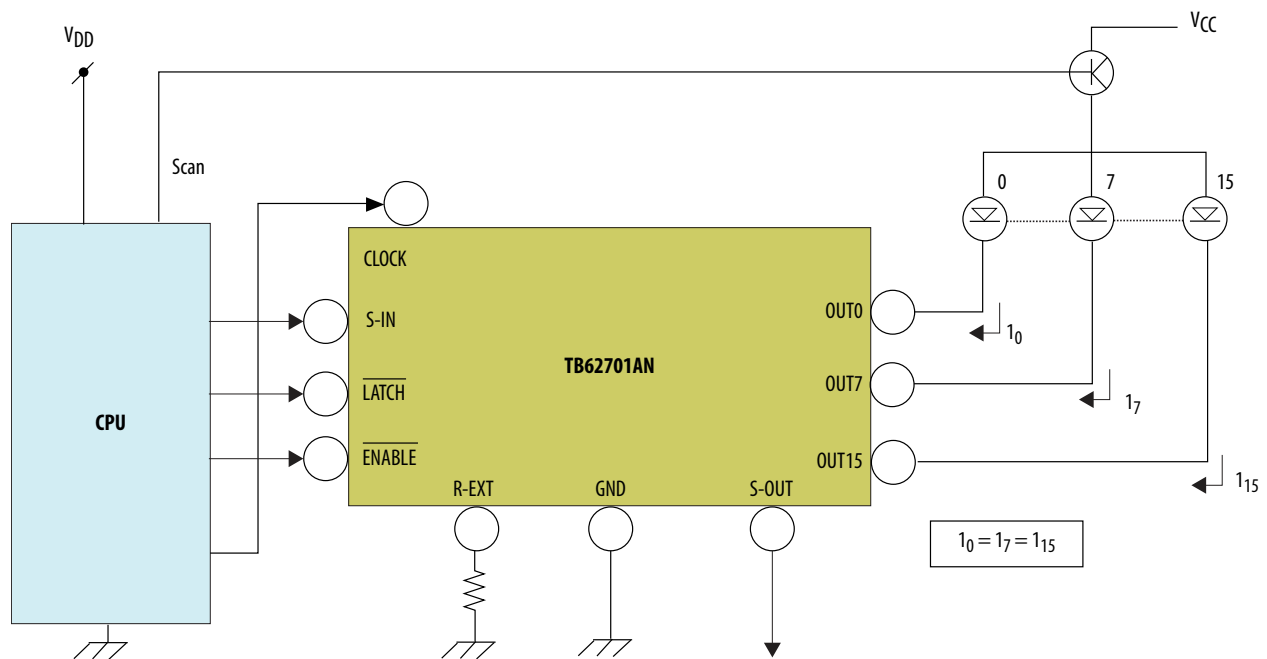 VDD
VCC
Scan
0
7
15
CLOCK
S-IN
OUT0
10
TB62701AN
LATCH
OUT7
17
CPU
ENABLE
OUT15
115
R-EXT
GND
S-OUT
10 = 17 = 115